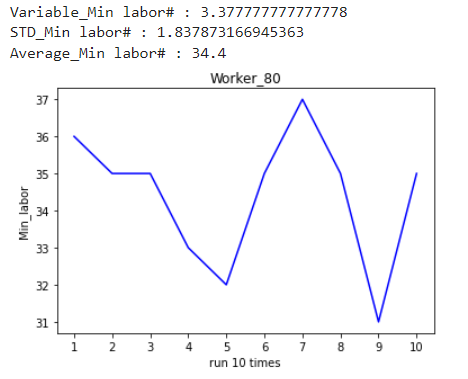 Variable_Min labor# : 3.377777777777778
STD_Min labor# : 1.837873166945363
Average_Min labor# : 34.4
Worker_80
37
36
35
34
33
32
31
Min_labor
1 2 3 4 5 6 7 8 9 10
run 10 times